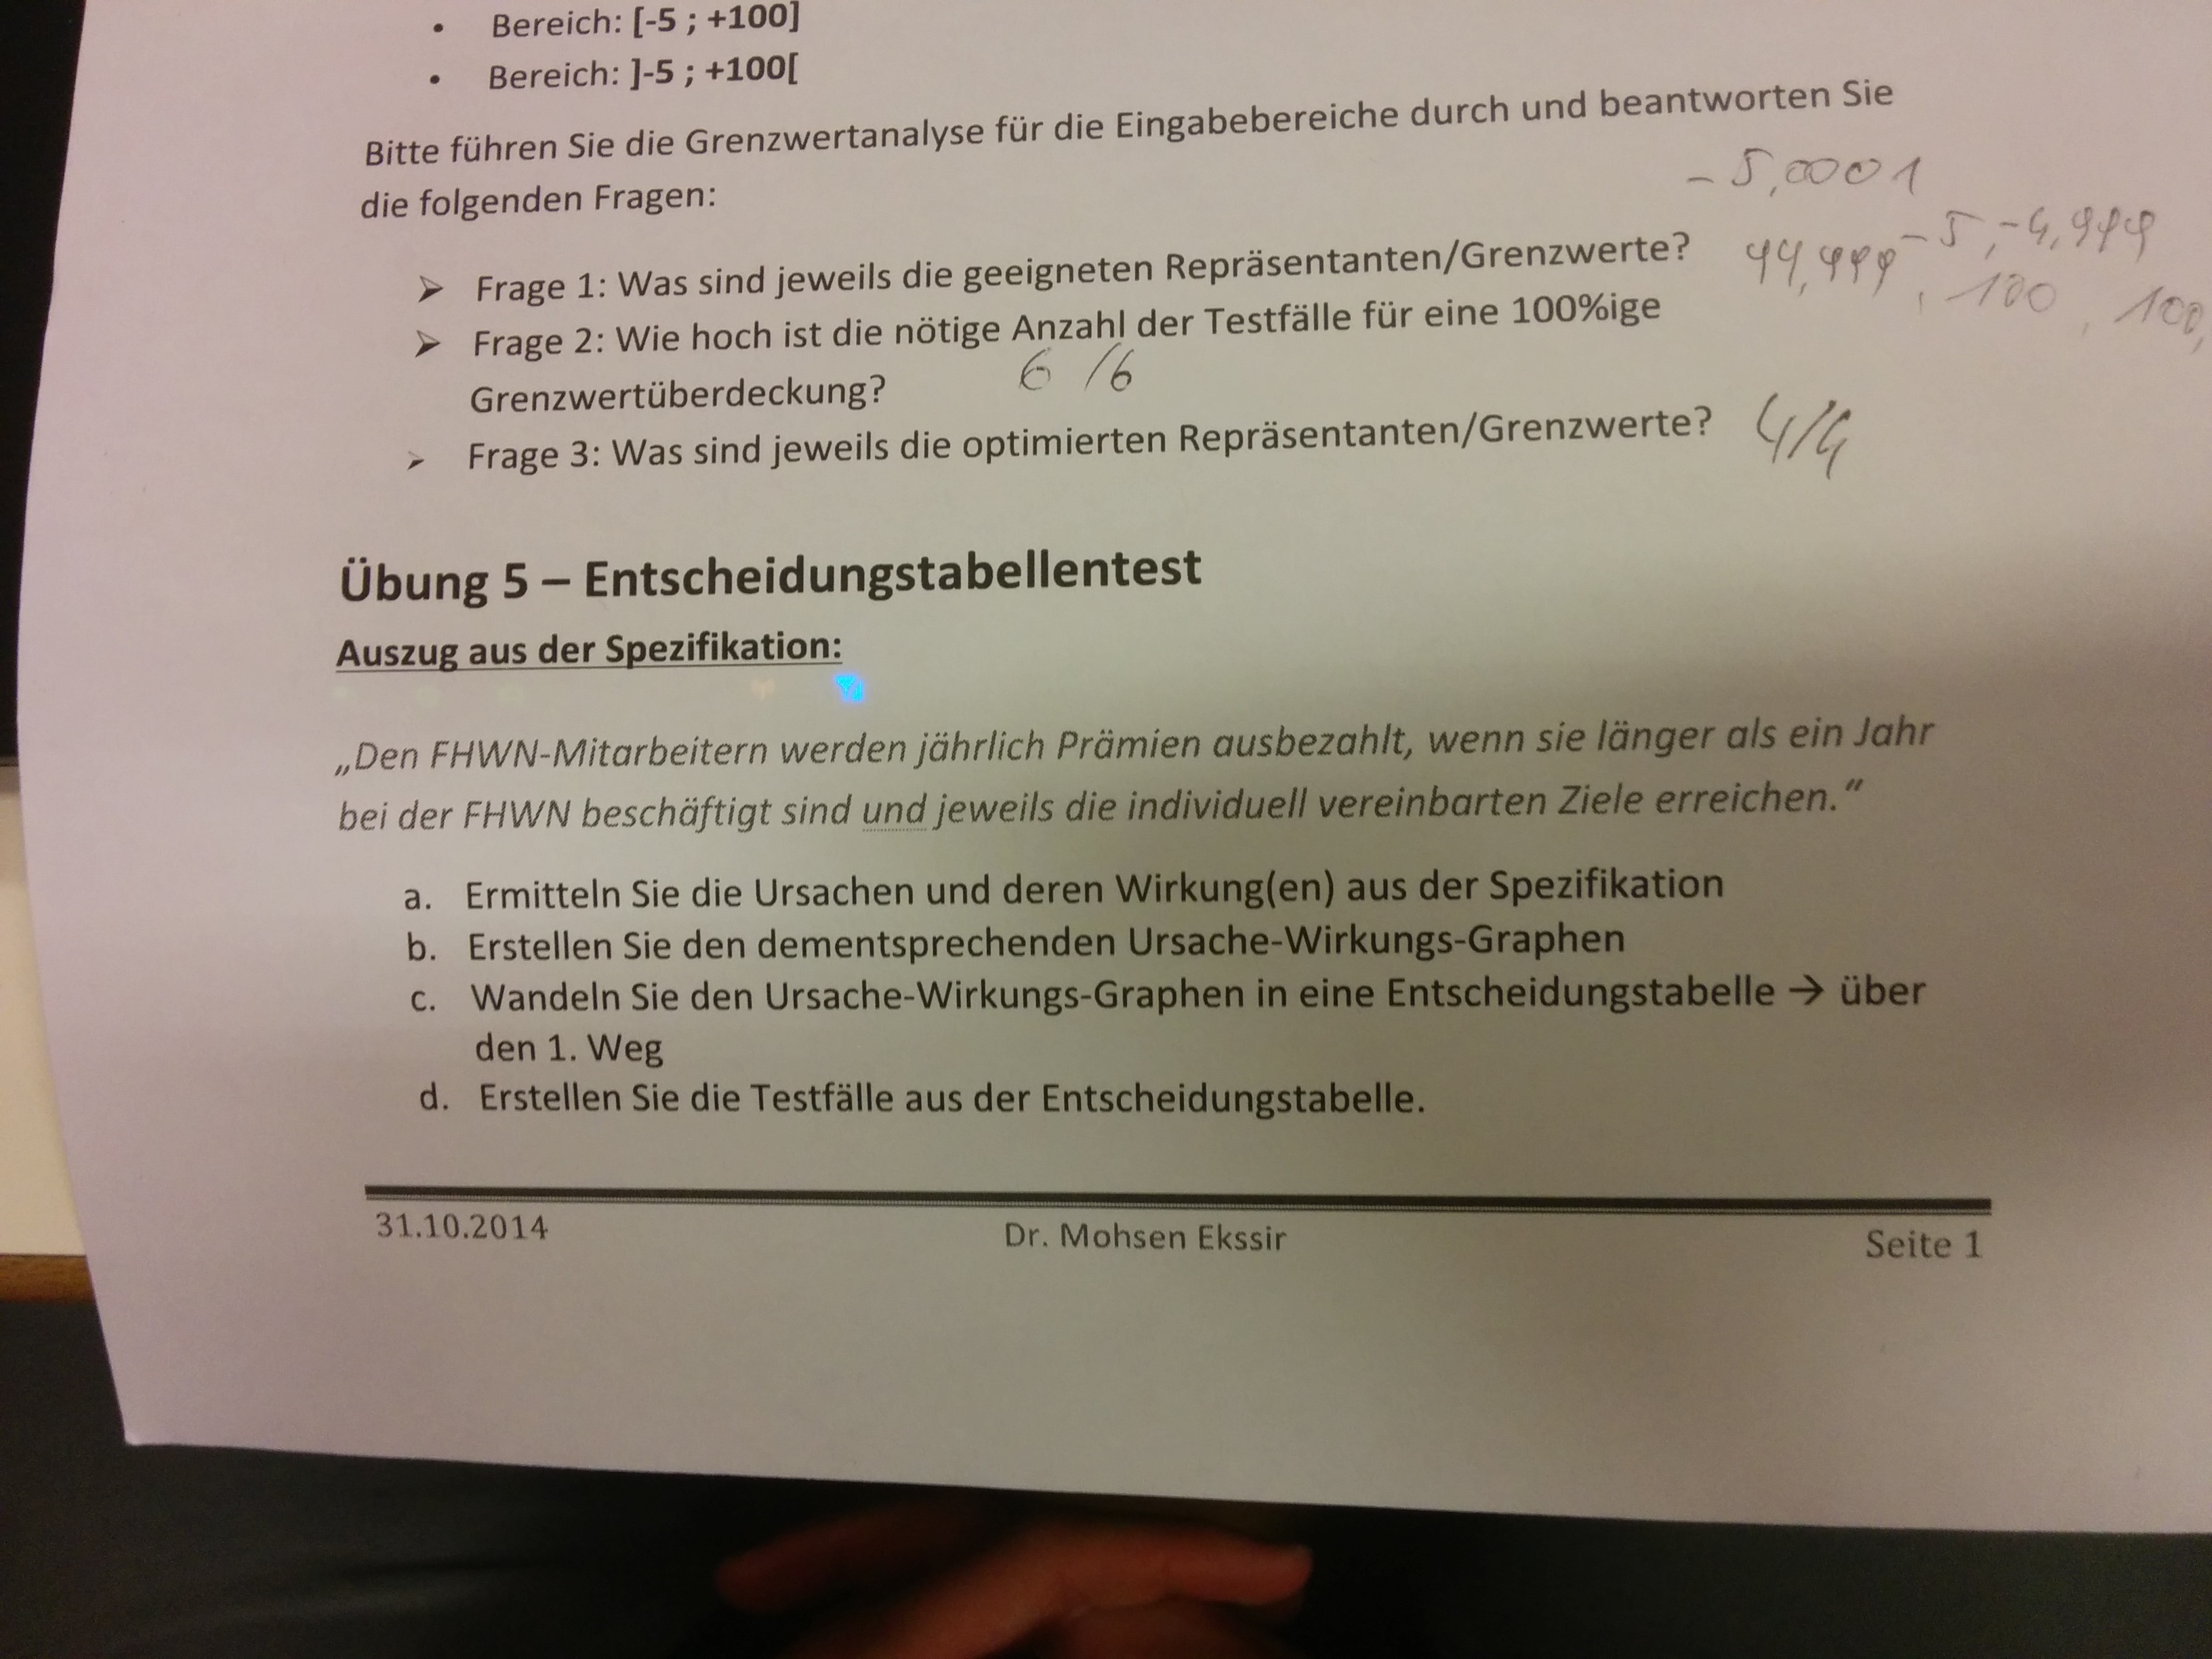 • Bereich: [-5 ; +100]
• Bereich: ]-5 ; +100[
Bitte führen Sie die Grenzwertanalyse für die Eingabebereiche durch und beantworten Sie
die folgenden Fragen:
- 5,0001
- 5, -4,999
➢ Frage 1: Was sind jeweils die geeigneten Repräsentanten/Grenzwerte?
99,999, 100, 100,
➢ Frage 2: Wie hoch ist die nötige Anzahl der Testfälle für eine 100%ige
Grenzwertüberdeckung? 6 /6
➢ Frage 3: Was sind jeweils die optimierten Repräsentanten/Grenzwerte? 4/4
Übung 5 – Entscheidungstabellentest
Auszug aus der Spezifikation:
„Den FHWN-Mitarbeitern werden jährlich Prämien ausbezahlt, wenn sie länger als ein Jahr
bei der FHWN beschäftigt sind und jeweils die individuell vereinbarten Ziele erreichen.“
a. Ermitteln Sie die Ursachen und deren Wirkung(en) aus der Spezifikation
b. Erstellen Sie den dementsprechenden Ursache-Wirkungs-Graphen
c. Wandeln Sie den Ursache-Wirkungs-Graphen in eine Entscheidungstabelle → über
den 1. Weg
d. Erstellen Sie die Testfälle aus der Entscheidungstabelle.
31.10.2014 Dr. Mohsen Ekssir Seite 1